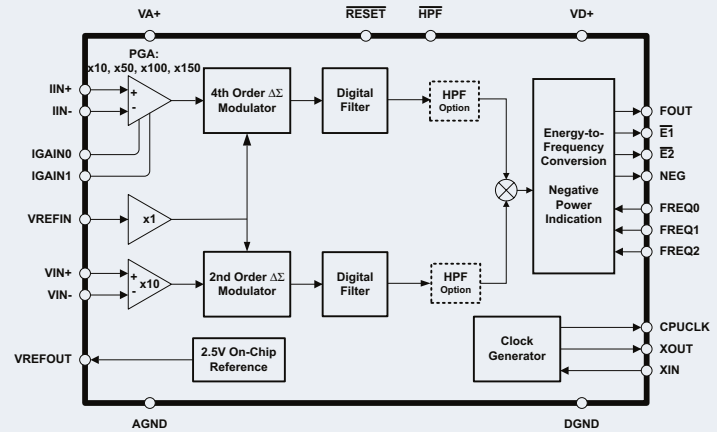 VA+
RESET
HPF
VD+
PGA:
x10, x50, x100, x150
IIN+
IIN-
IGAIN0
IGAIN1
VREFIN
VIN+
VIN-
VREFOUT
+
-
4th Order ΔΣ
Modulator
Digital
Filter
HPF
Option
x1
+
-
x10
2nd Order ΔΣ
Modulator
Digital
Filter
HPF
Option
2.5V On-Chip
Reference
Energy-to-
Frequency
Conversion
Negative
Power
Indication
Clock
Generator
FOUT
E1
E2
NEG
FREQ0
FREQ1
FREQ2
CPUCLK
XOUT
XIN
AGND
DGND